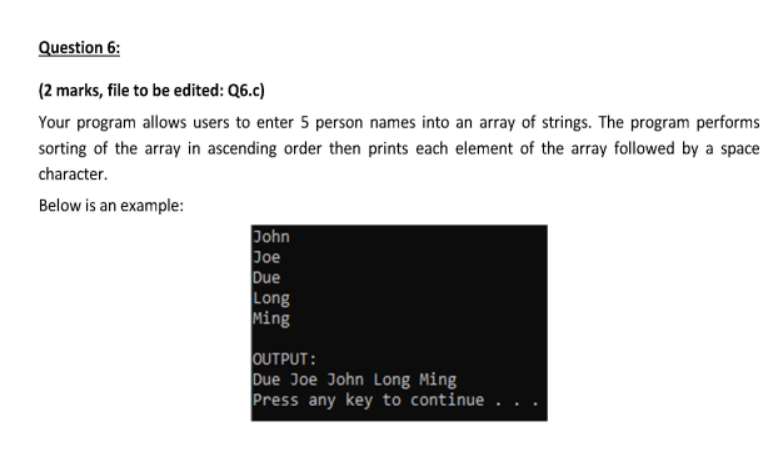 Question 6:
(2 marks, file to be edited: Q6.c)
Your program allows users to enter 5 person names into an array of strings. The program performs
sorting of the array in ascending order then prints each element of the array followed by a space
character.
Below is an example:
John
Joe
Due
Long
Ming
OUTPUT:
Due Joe John Long Ming
Press any key to continue . . .